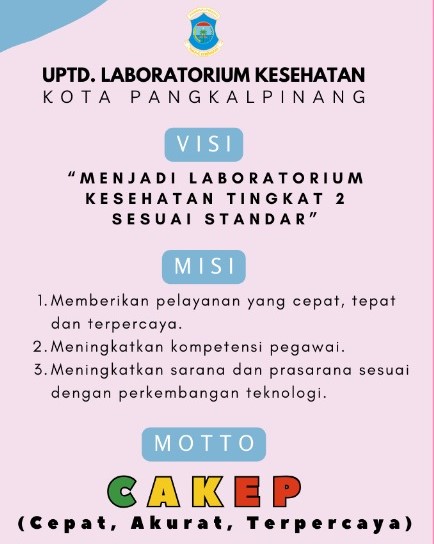 UPTD. LABORATORIUM KESEHATAN
KOTA PANGKALPINANG
VISI
“MENJADI LABORATORIUM
KESEHATAN TINGKAT 2
SESUAI STANDAR”
MISI
1. Memberikan pelayanan yang cepat, tepat
dan terpercaya.
2. Meningkatkan kompetensi pegawai.
3. Meningkatkan sarana dan prasarana sesuai
dengan perkembangan teknologi.
MOTTO
CAKEP
(Cepat, Akurat, Terpercaya)